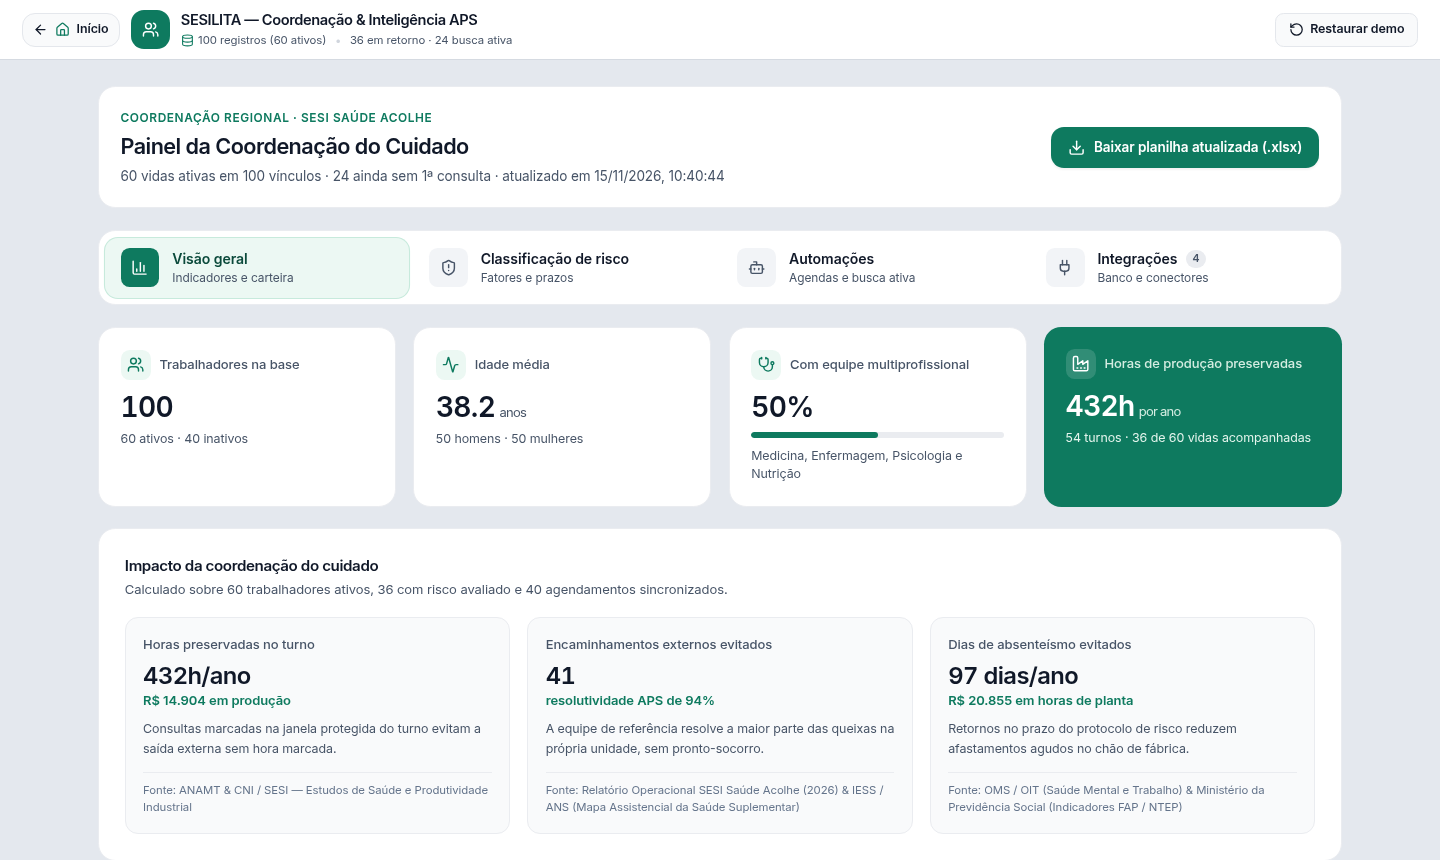 Início
SESILITA — Coordenação & Inteligência APS
100 registros (60 ativos) • 36 em retorno · 24 busca ativa
Restaurar demo
COORDENAÇÃO REGIONAL · SESI SAÚDE ACOLHE
Painel da Coordenação do Cuidado
60 vidas ativas em 100 vínculos · 24 ainda sem 1ª consulta · atualizado em 15/11/2026, 10:40:44
Baixar planilha atualizada (.xlsx)
Visão geral
Indicadores e carteira
Classificação de risco
Fatores e prazos
Automações
Agendas e busca ativa
Integrações 4
Banco e conectores
Trabalhadores na base
100
60 ativos · 40 inativos
Idade média
38.2 anos
50 homens · 50 mulheres
Com equipe multiprofissional
50%
Medicina, Enfermagem, Psicologia e
Nutrição
Horas de produção preservadas
432h por ano
54 turnos · 36 de 60 vidas acompanhadas
Impacto da coordenação do cuidado
Calculado sobre 60 trabalhadores ativos, 36 com risco avaliado e 40 agendamentos sincronizados.
Horas preservadas no turno
432h/ano
R$ 14.904 em produção
Consultas marcadas na janela protegida do turno evitam a
saída externa sem hora marcada.
Fonte: ANAMT & CNI / SESI — Estudos de Saúde e Produtividade
Industrial
Encaminhamentos externos evitados
41
resolutividade APS de 94%
A equipe de referência resolve a maior parte das queixas na
própria unidade, sem pronto-socorro.
Fonte: Relatório Operacional SESI Saúde Acolhe (2026) & IESS /
ANS (Mapa Assistencial da Saúde Suplementar)
Dias de absenteísmo evitados
97 dias/ano
R$ 20.855 em horas de planta
Retornos no prazo do protocolo de risco reduzem
afastamentos agudos no chão de fábrica.
Fonte: OMS / OIT (Saúde Mental e Trabalho) & Ministério da
Previdência Social (Indicadores FAP / NTEP)